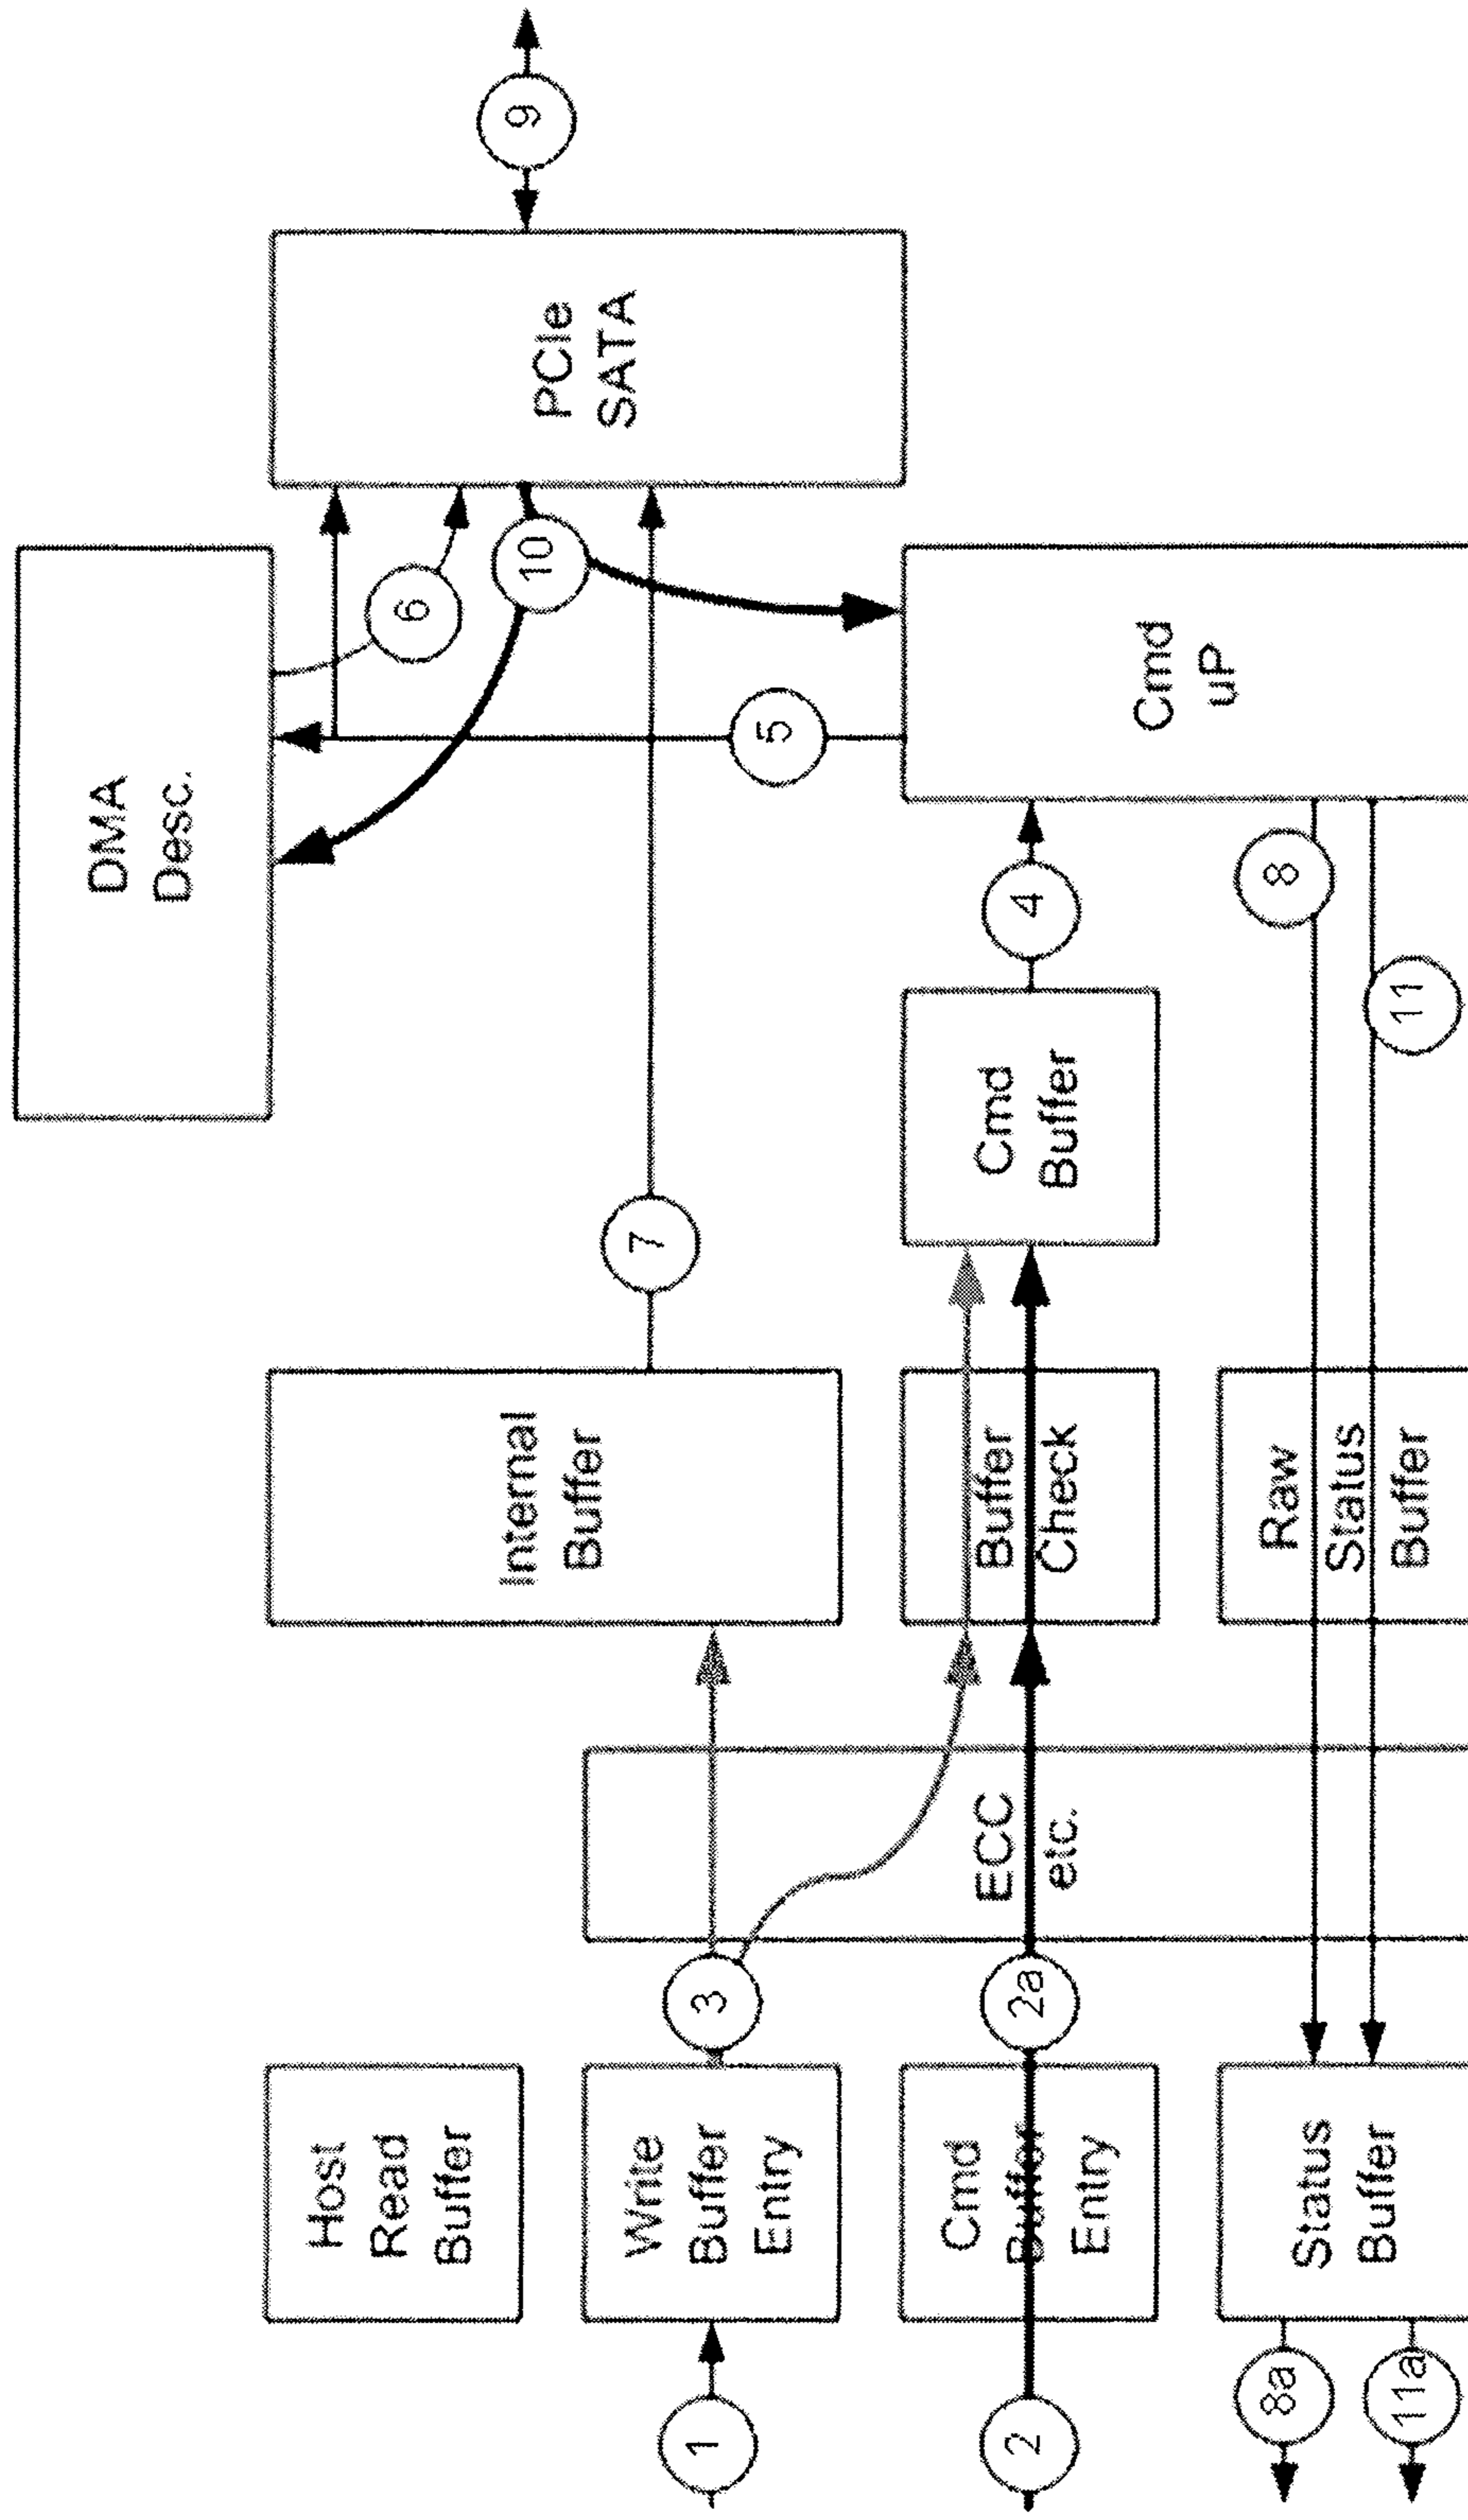 DMA
Desc.
Host
Read
Buffer
Internal
Buffer
6
10
9
PCIe
SATA
1
Write
Buffer
Entry
3
7
5
2
Cmd
Buffer
Entry
2a
ECC
etc.
Buffer
Check
Cmd
Buffer
4
Cmd
uP
8a
11a
Status
Buffer
Raw
Status
Buffer
8
11